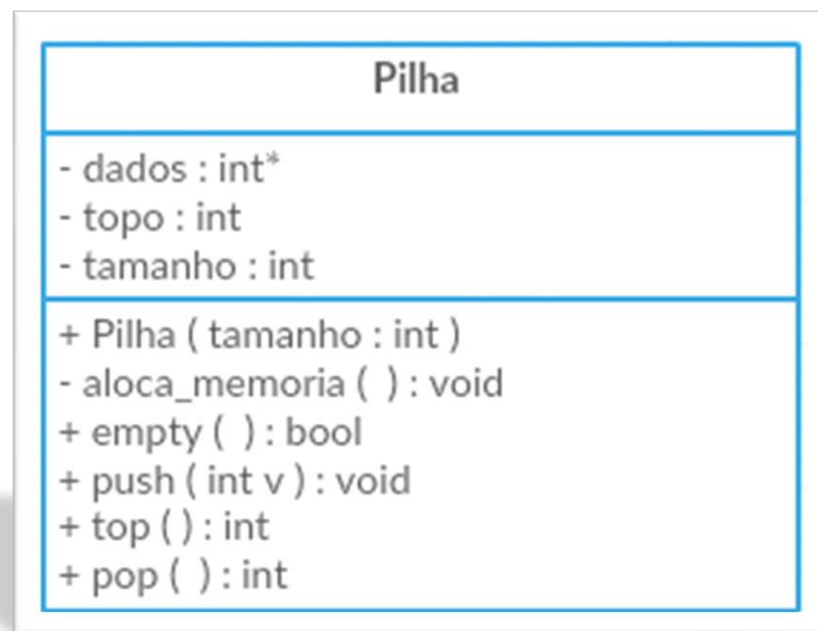 Pilha
- dados : int*
- topo : int
- tamanho : int
+ Pilha ( tamanho : int )
- aloca_memoria ( ) : void
+ empty ( ) : bool
+ push ( int v ) : void
+ top ( ) : int
+ pop ( ) : int